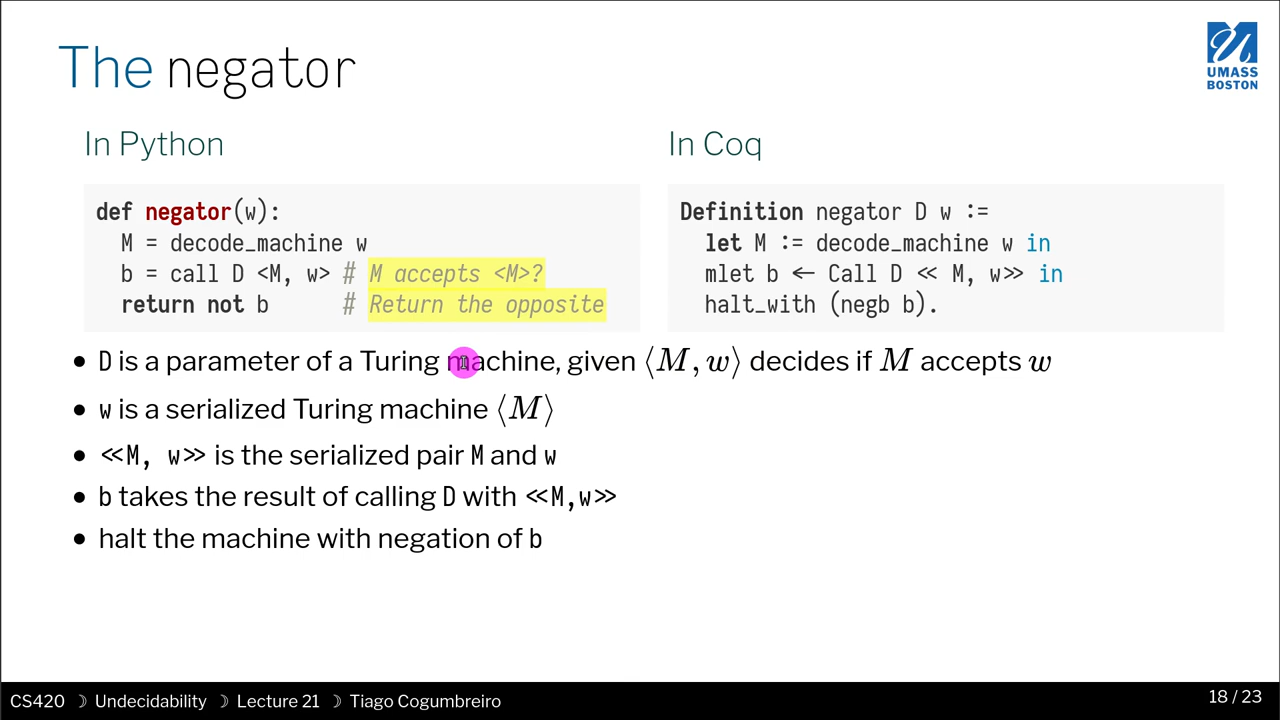 The negator
UMASS
BOSTON
In Python
def negator(w):
  M = decode_machine w
  b = call D <M, w> # M accepts <M>?
  return not b      # Return the opposite
In Coq
Definition negator D w :=
  let M := decode_machine w in
  mlet b ← Call D ≪ M, w≫ in
  halt_with (negb b).
• D is a parameter of a Turing machine, given ⟨M, w⟩ decides if M accepts w
• w is a serialized Turing machine ⟨M⟩
• ≪M, w≫ is the serialized pair M and w
• b takes the result of calling D with ≪M,w≫
• halt the machine with negation of b
CS420 ☽ Undecidability ☽ Lecture 21 ☽ Tiago Cogumbreiro
18 / 23